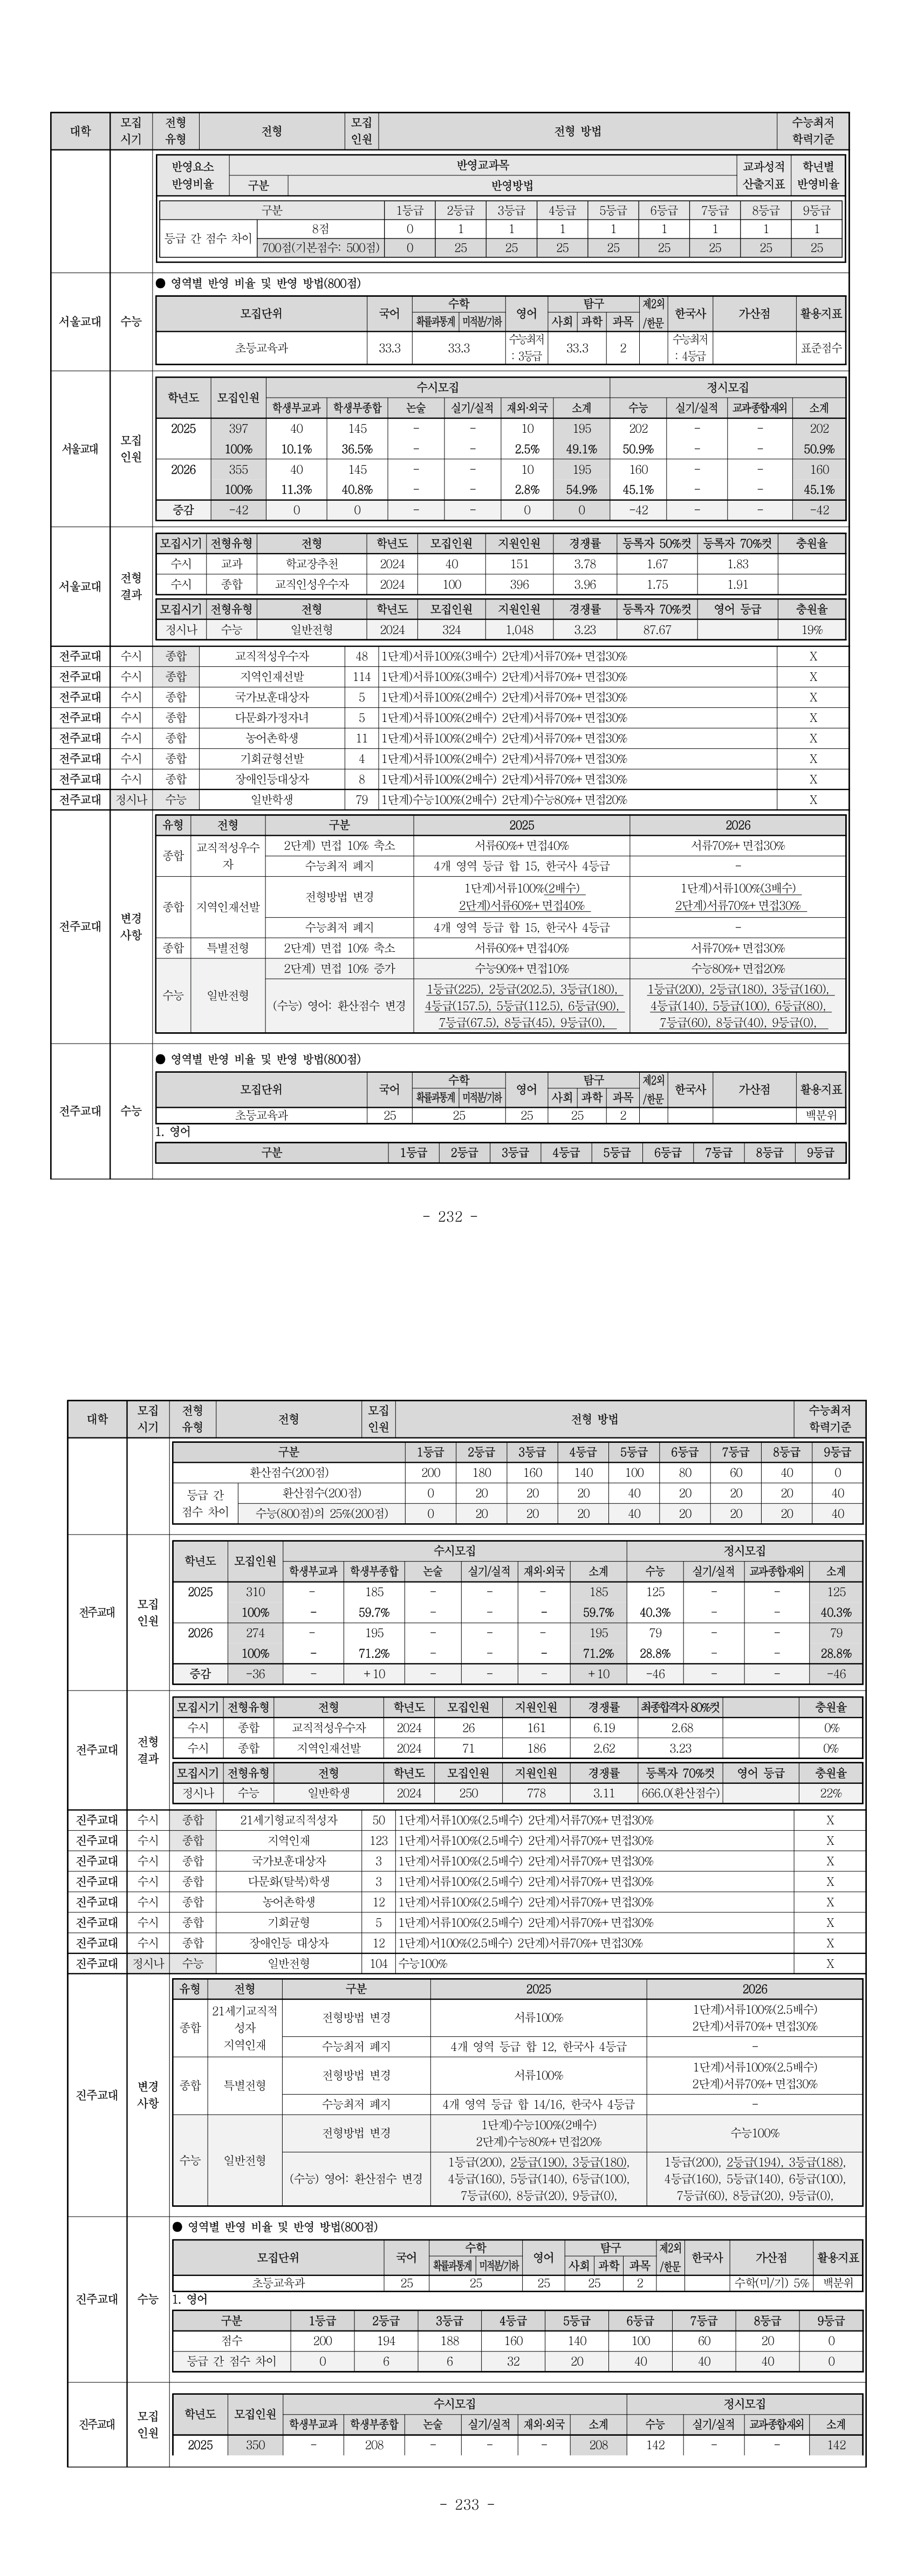 대학 모집시기 전형유형 전형 모집인원 전형 방법 수능최저학력기준
반영요소 반영비율 반영교과목 교과성적 산출지표 학년별 반영비율
구분 반영방법
구분 1등급 2등급 3등급 4등급 5등급 6등급 7등급 8등급 9등급
등급 간 점수 차이 8점 0 1 1 1 1 1 1 1 1
700점(기본점수: 500점) 0 25 25 25 25 25 25 25 25
서울교대 수능
● 영역별 반영 비율 및 반영 방법(800점)
모집단위 국어 수학 영어 탐구 제2외/한문 한국사 가산점 활용지표
확률과통계 미적분/기하 사회 과학 과목
초등교육과 33.3 33.3 수능최저: 3등급 33.3 2 수능최저: 4등급 표준점수
서울교대 모집인원
학년도 모집인원 수시모집 정시모집
학생부교과 학생부종합 논술 실기/실적 재외·외국 소계 수능 실기/실적 교과종합재외 소계
2025 397 40 145 - - 10 195 202 - - 202
100% 10.1% 36.5% - - 2.5% 49.1% 50.9% - - 50.9%
2026 355 40 145 - - 10 195 160 - - 160
100% 11.3% 40.8% - - 2.8% 54.9% 45.1% - - 45.1%
증감 -42 0 0 - - 0 0 -42 - - -42
서울교대 전형결과
모집시기 전형유형 전형 학년도 모집인원 지원인원 경쟁률 등록자 50%컷 등록자 70%컷 충원율
수시 교과 학교장추천 2024 40 151 3.78 1.67 1.83
수시 종합 교직인성우수자 2024 100 396 3.96 1.75 1.91
모집시기 전형유형 전형 학년도 모집인원 지원인원 경쟁률 등록자 70%컷 영어 등급 충원율
정시나 수능 일반전형 2024 324 1,048 3.23 87.67 19%
전주교대 수시 종합 교직적성우수자 48 1단계)서류100%(3배수) 2단계)서류70%+면접30% X
전주교대 수시 종합 지역인재선발 114 1단계)서류100%(3배수) 2단계)서류70%+면접30% X
전주교대 수시 종합 국가보훈대상자 5 1단계)서류100%(2배수) 2단계)서류70%+면접30% X
전주교대 수시 종합 다문화가정자녀 5 1단계)서류100%(2배수) 2단계)서류70%+면접30% X
전주교대 수시 종합 농어촌학생 11 1단계)서류100%(2배수) 2단계)서류70%+면접30% X
전주교대 수시 종합 기회균형선발 4 1단계)서류100%(2배수) 2단계)서류70%+면접30% X
전주교대 수시 종합 장애인등대상자 8 1단계)서류100%(2배수) 2단계)서류70%+면접30% X
전주교대 정시나 수능 일반학생 79 1단계)수능100%(2배수) 2단계)수능80%+면접20% X
전주교대 변경사항
유형 전형 구분 2025 2026
종합 교직적성우수자 2단계) 면접 10% 축소 서류60%+면접40% 서류70%+면접30%
수능최저 폐지 4개 영역 등급 합 15, 한국사 4등급 -
종합 지역인재선발 전형방법 변경 1단계)서류100%(2배수) 2단계)서류60%+면접40% 1단계)서류100%(3배수) 2단계)서류70%+면접30%
수능최저 폐지 4개 영역 등급 합 15, 한국사 4등급 -
종합 특별전형 2단계) 면접 10% 축소 서류60%+면접40% 서류70%+면접30%
수능 일반전형 2단계) 면접 10% 증가 수능90%+면접10% 수능80%+면접20%
(수능) 영어: 환산점수 변경 1등급(225), 2등급(202.5), 3등급(180), 4등급(157.5), 5등급(112.5), 6등급(90), 7등급(67.5), 8등급(45), 9등급(0), 1등급(200), 2등급(180), 3등급(160), 4등급(140), 5등급(100), 6등급(80), 7등급(60), 8등급(40), 9등급(0),
전주교대 수능
● 영역별 반영 비율 및 반영 방법(800점)
모집단위 국어 수학 영어 탐구 제2외/한문 한국사 가산점 활용지표
확률과통계 미적분/기하 사회 과학 과목
초등교육과 25 25 25 25 2 백분위
1. 영어
구분 1등급 2등급 3등급 4등급 5등급 6등급 7등급 8등급 9등급
- 232 -
대학 모집시기 전형유형 전형 모집인원 전형 방법 수능최저학력기준
구분 1등급 2등급 3등급 4등급 5등급 6등급 7등급 8등급 9등급
환산점수(200점) 200 180 160 140 100 80 60 40 0
등급 간 점수 차이 환산점수(200점) 0 20 20 20 40 20 20 20 40
수능(800점)의 25%(200점) 0 20 20 20 40 20 20 20 40
전주교대 모집인원
학년도 모집인원 수시모집 정시모집
학생부교과 학생부종합 논술 실기/실적 재외·외국 소계 수능 실기/실적 교과종합재외 소계
2025 310 - 185 - - - 185 125 - - 125
100% - 59.7% - - - 59.7% 40.3% - - 40.3%
2026 274 - 195 - - - 195 79 - - 79
100% - 71.2% - - - 71.2% 28.8% - - 28.8%
증감 -36 - +10 - - - +10 -46 - - -46
전주교대 전형결과
모집시기 전형유형 전형 학년도 모집인원 지원인원 경쟁률 최종합격자 80%컷 충원율
수시 종합 교직적성우수자 2024 26 161 6.19 2.68 0%
수시 종합 지역인재선발 2024 71 186 2.62 3.23 0%
모집시기 전형유형 전형 학년도 모집인원 지원인원 경쟁률 등록자 70%컷 영어 등급 충원율
정시나 수능 일반학생 2024 250 778 3.11 666.0(환산점수) 22%
진주교대 수시 종합 21세기형교직적성자 50 1단계)서류100%(2.5배수) 2단계)서류70%+면접30% X
진주교대 수시 종합 지역인재 123 1단계)서류100%(2.5배수) 2단계)서류70%+면접30% X
진주교대 수시 종합 국가보훈대상자 3 1단계)서류100%(2.5배수) 2단계)서류70%+면접30% X
진주교대 수시 종합 다문화(탈북)학생 3 1단계)서류100%(2.5배수) 2단계)서류70%+면접30% X
진주교대 수시 종합 농어촌학생 12 1단계)서류100%(2.5배수) 2단계)서류70%+면접30% X
진주교대 수시 종합 기회균형 5 1단계)서류100%(2.5배수) 2단계)서류70%+면접30% X
진주교대 수시 종합 장애인등 대상자 12 1단계)서100%(2.5배수) 2단계)서류70%+면접30% X
진주교대 정시나 수능 일반전형 104 수능100% X
진주교대 변경사항
유형 전형 구분 2025 2026
종합 21세기교직적성자 지역인재 전형방법 변경 서류100% 1단계)서류100%(2.5배수) 2단계)서류70%+면접30%
수능최저 폐지 4개 영역 등급 합 12, 한국사 4등급 -
종합 특별전형 전형방법 변경 서류100% 1단계)서류100%(2.5배수) 2단계)서류70%+면접30%
수능최저 폐지 4개 영역 등급 합 14/16, 한국사 4등급 -
수능 일반전형 전형방법 변경 1단계)수능100%(2배수) 2단계)수능80%+면접20% 수능100%
(수능) 영어: 환산점수 변경 1등급(200), 2등급(190), 3등급(180), 4등급(160), 5등급(140), 6등급(100), 7등급(60), 8등급(20), 9등급(0), 1등급(200), 2등급(194), 3등급(188), 4등급(160), 5등급(140), 6등급(100), 7등급(60), 8등급(20), 9등급(0),
진주교대 수능
● 영역별 반영 비율 및 반영 방법(800점)
모집단위 국어 수학 영어 탐구 제2외/한문 한국사 가산점 활용지표
확률과통계 미적분/기하 사회 과학 과목
초등교육과 25 25 25 25 2 수학(미/기) 5% 백분위
1. 영어
구분 1등급 2등급 3등급 4등급 5등급 6등급 7등급 8등급 9등급
점수 200 194 188 160 140 100 60 20 0
등급 간 점수 차이 0 6 6 32 20 40 40 40 0
진주교대 모집인원
학년도 모집인원 수시모집 정시모집
학생부교과 학생부종합 논술 실기/실적 재외·외국 소계 수능 실기/실적 교과종합재외 소계
2025 350 - 208 - - - 208 142 - - 142
- 233 -